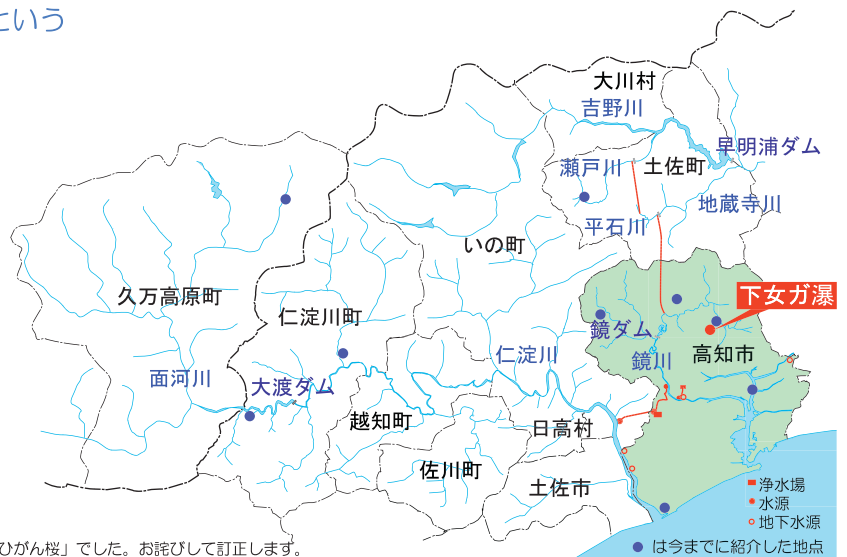 という
大川村
吉野川
早明浦ダム
瀬戸川
土佐町
地蔵寺川
平石川
いの町
久万高原町
仁淀川町
下女ガ瀑
鏡ダム
鏡川
高知市
仁淀川
面河川
大渡ダム
越知町
日高村
佐川町
土佐市
浄水場
水源
地下水源
は今までに紹介した地点
ひがん桜」でした。お詫びして訂正します。